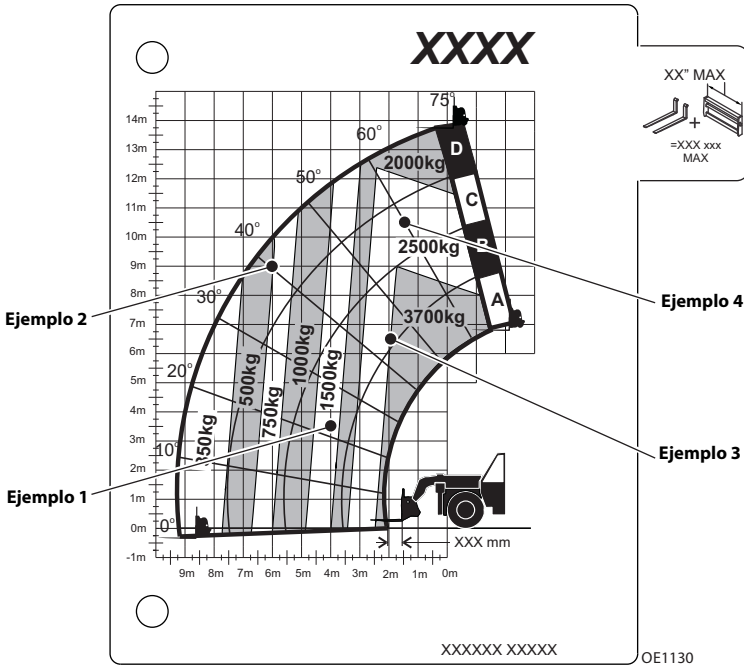 XXXX
XX” MAX
+
=XXX xxx
MAX
75°
60°
50°
40°
30°
20°
10°
0°
14m
13m
12m
11m
10m
9m
8m
7m
6m
5m
4m
3m
2m
1m
0m
-1m
D
C
B
A
2000kg
2500kg
3700kg
1500kg
1000kg
750kg
500kg
350kg
Ejemplo 2
Ejemplo 4
Ejemplo 3
Ejemplo 1
XXX mm
9m 8m 7m 6m 5m 4m 3m 2m 1m 0m
XXXXXX XXXXX
OE1130